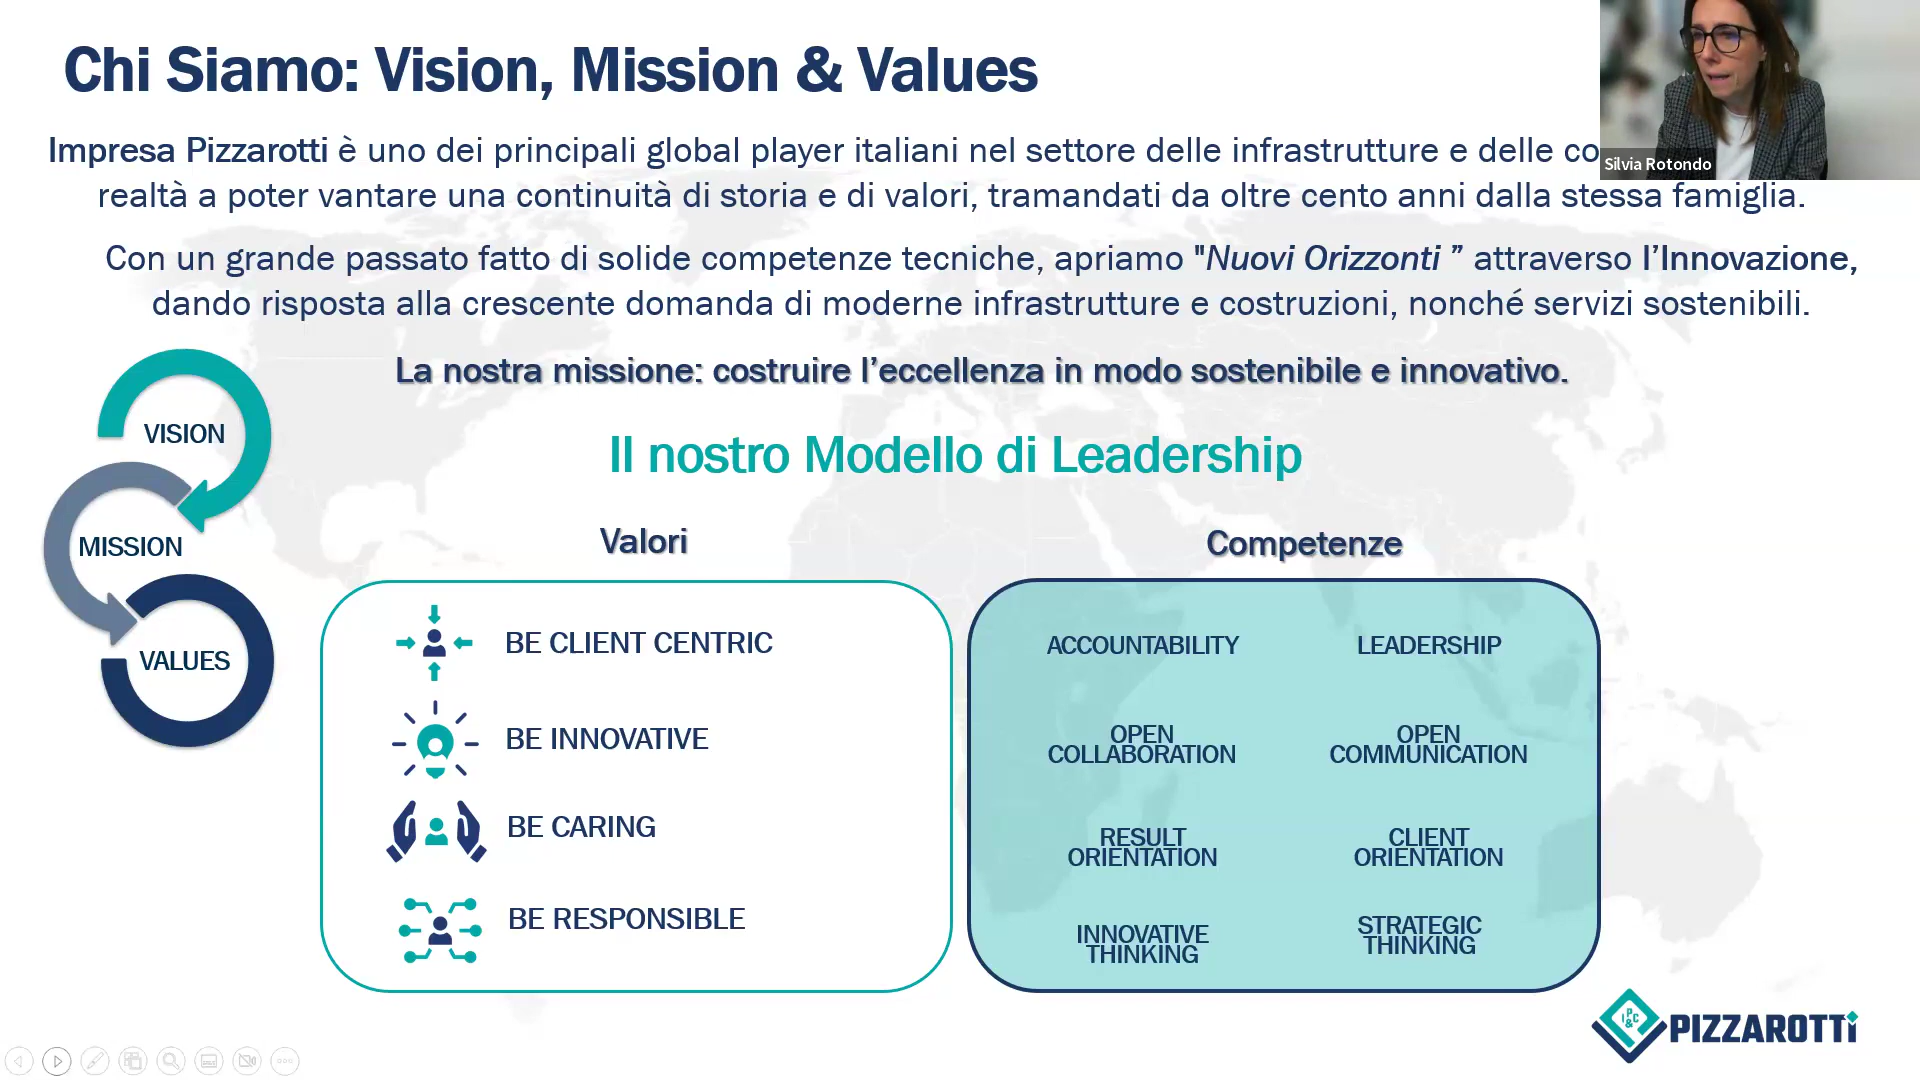 Chi Siamo: Vision, Mission & Values
Silvia Rotondo
Impresa Pizzarotti è uno dei principali global player italiani nel settore delle infrastrutture e delle
realtà a poter vantare una continuità di storia e di valori, tramandati da oltre cento anni dalla stessa famiglia.
Con un grande passato fatto di solide competenze tecniche, apriamo "Nuovi Orizzonti ” attraverso l’Innovazione,
dando risposta alla crescente domanda di moderne infrastrutture e costruzioni, nonché servizi sostenibili.
La nostra missione: costruire l’eccellenza in modo sostenibile e innovativo.
VISION
MISSION
VALUES
Il nostro Modello di Leadership
Valori
BE CLIENT CENTRIC
BE INNOVATIVE
BE CARING
BE RESPONSIBLE
Competenze
ACCOUNTABILITY
LEADERSHIP
OPEN
COLLABORATION
OPEN
COMMUNICATION
RESULT
ORIENTATION
CLIENT
ORIENTATION
INNOVATIVE
THINKING
STRATEGIC
THINKING
PIZZAROTTI